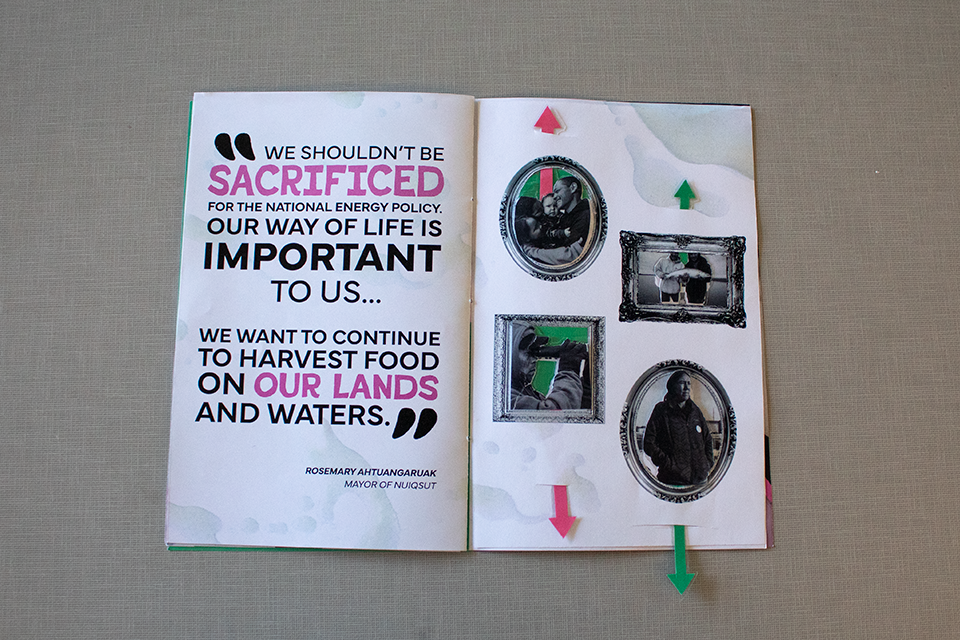 “ WE SHOULDN’T BE
SACRIFICED
FOR THE NATIONAL ENERGY POLICY.
OUR WAY OF LIFE IS
IMPORTANT
TO US...
WE WANT TO CONTINUE
TO HARVEST FOOD
ON OUR LANDS
AND WATERS. ”
ROSEMARY AHTUANGARUAK
MAYOR OF NUIQSUT